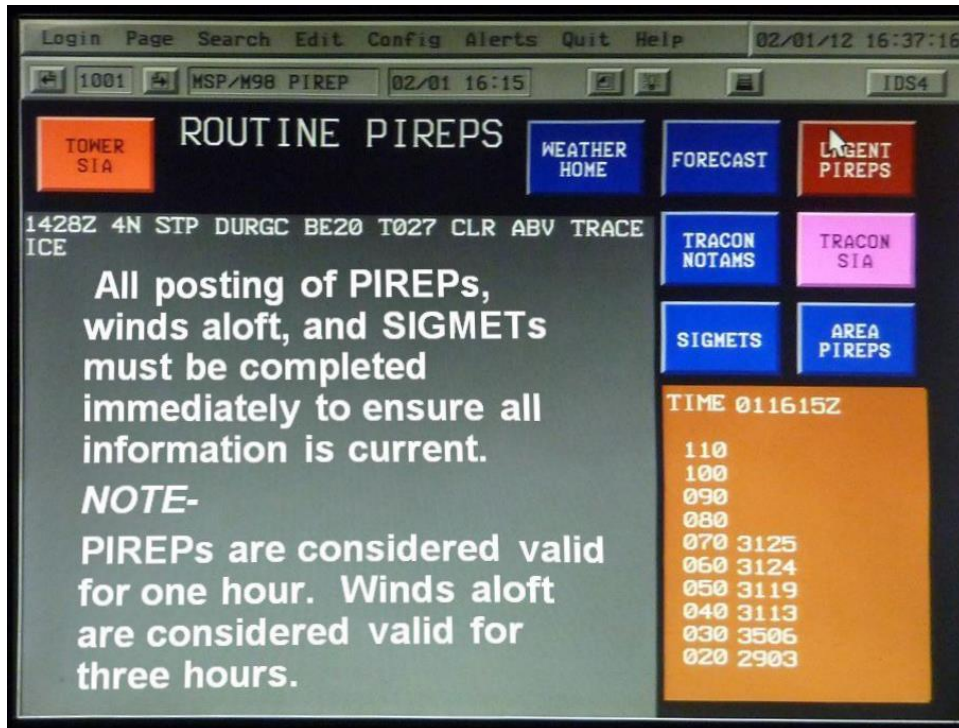 Login Page Search Edit Config Alerts Quit Help 02/01/12 16:37:16
1001 MSP/M98 PIREP 02/01 16:15 IDS4
ROUTINE PIREPS
TOWER
SIA
WEATHER
HOME
FORECAST
URGENT
PIREPS
1428Z 4N STP DURGC BE20 T027 CLR ABV TRACE
ICE
TRACON
NOTAMS
TRACON
SIA
SIGMETS
AREA
PIREPS
All posting of PIREPs,
winds aloft, and SIGMETs
must be completed
immediately to ensure all
information is current.
NOTE-
PIREPs are considered valid
for one hour. Winds aloft
are considered valid for
three hours.
TIME 011615Z
110
100
090
080
070 3125
060 3124
050 3119
040 3113
030 3506
020 2903